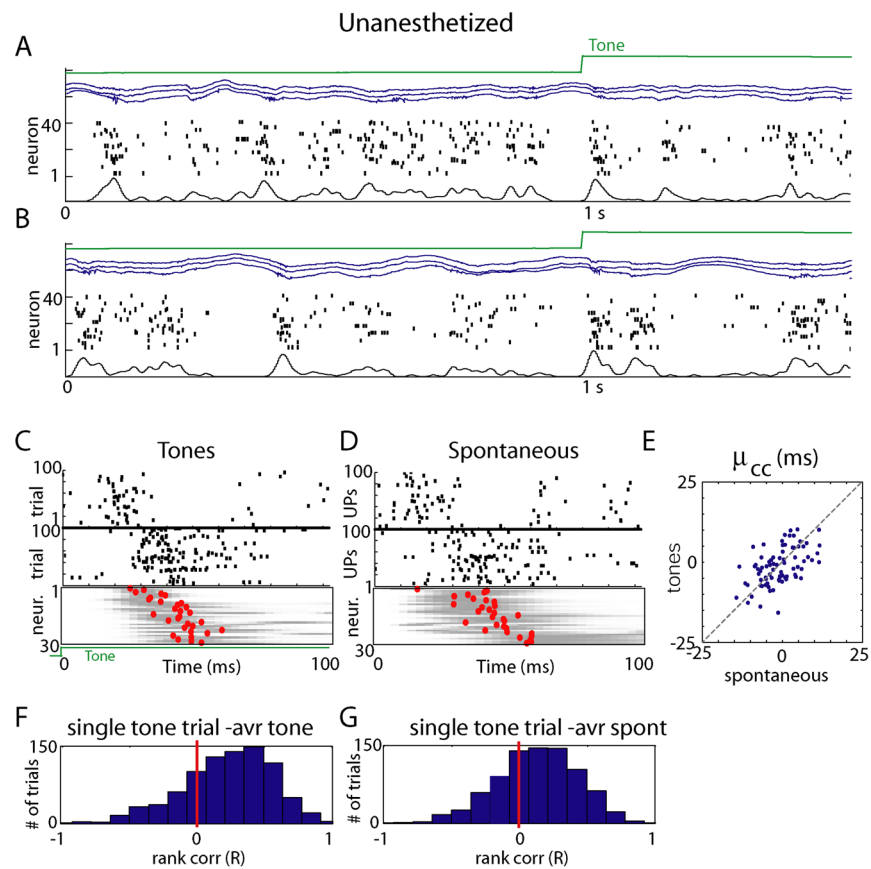 Unanesthetized
A
Tone
neuron
40
1
0
1 s
B
neuron
40
1
0
1 s
C
Tones
D
Spontaneous
E
μcc (ms)
100
trial
1
100
trial
1
neur.
30
Tone
0
Time (ms)
100
100
UPs
1
100
UPs
1
neur.
30
0
Time (ms)
100
25
tones
0
-25
-25
0
25
spontaneous
F
single tone trial -avr tone
150
# of trials
0
-1
0
1
rank corr (R)
G
single tone trial -avr spont
150
# of trials
0
-1
0
1
rank corr (R)